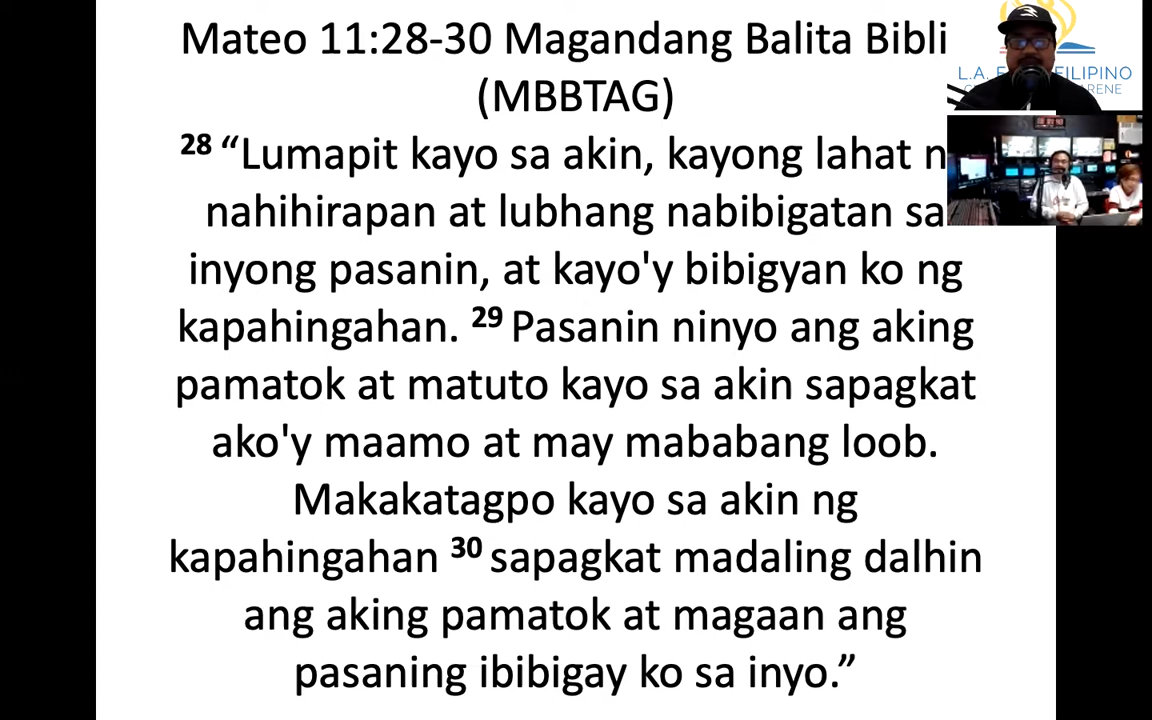 Mateo 11:28-30 Magandang Balita Bibli
(MBBTAG)
28 “Lumapit kayo sa akin, kayong lahat n
nahihirapan at lubhang nabibigatan sa
inyong pasanin, at kayo'y bibigyan ko ng
kapahingahan. 29 Pasanin ninyo ang aking
pamatok at matuto kayo sa akin sapagkat
ako'y maamo at may mababang loob.
Makakatagpo kayo sa akin ng
kapahingahan 30 sapagkat madaling dalhin
ang aking pamatok at magaan ang
pasaning ibibigay ko sa inyo.”
L.A. FILIPINO